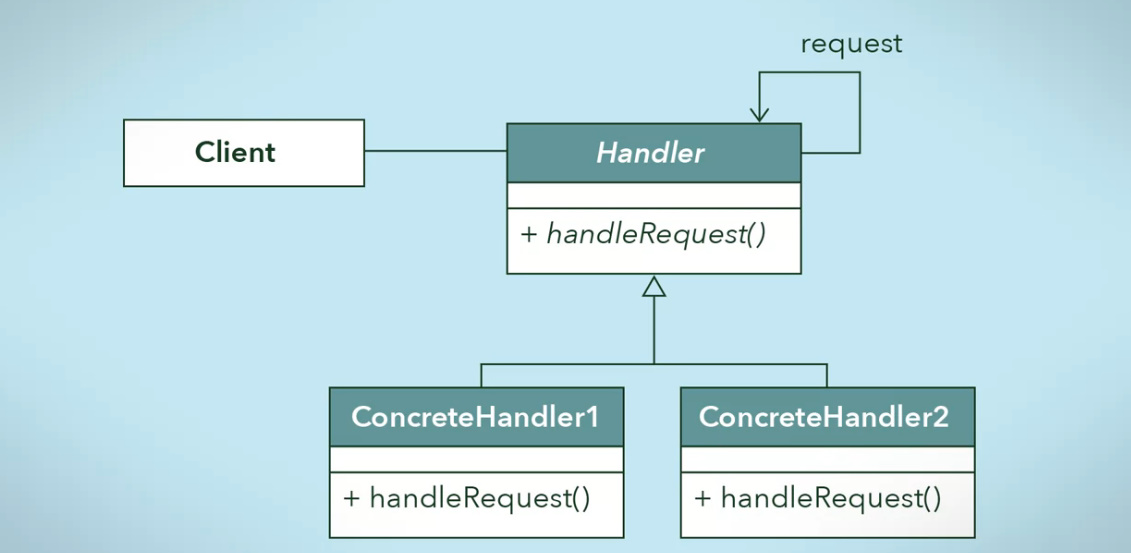 request
Client
Handler
+ handleRequest()
ConcreteHandler1
ConcreteHandler2
+ handleRequest()
+ handleRequest()